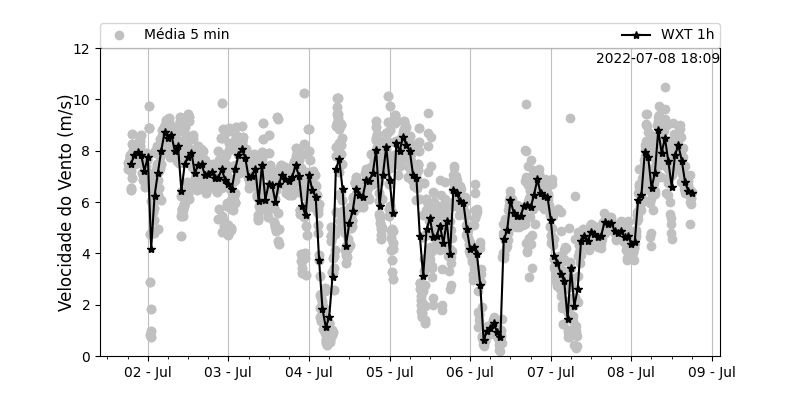 Média 5 min
WXT 1h
2022-07-08 18:09
Velocidade do Vento (m/s)
12
10
8
6
4
2
0
02 - Jul
03 - Jul
04 - Jul
05 - Jul
06 - Jul
07 - Jul
08 - Jul
09 - Jul